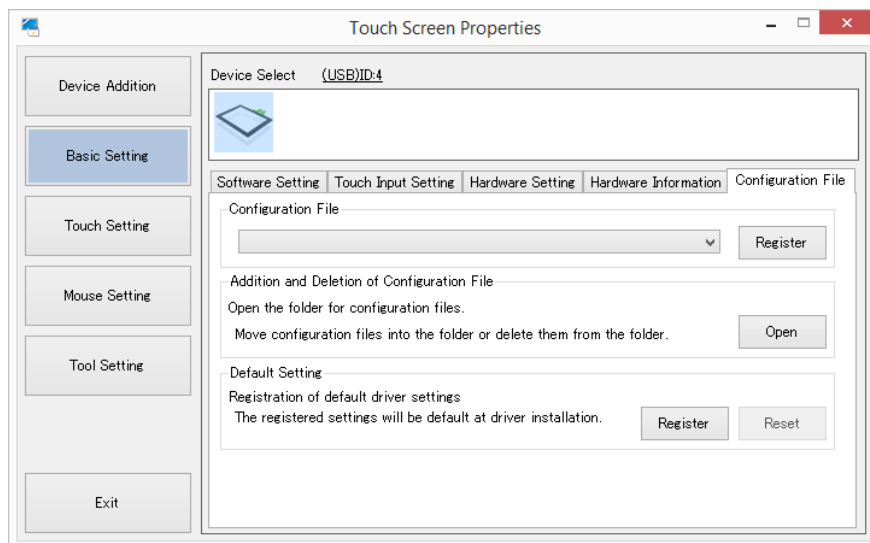 Touch Screen Properties
Device Addition
Basic Setting
Touch Setting
Mouse Setting
Tool Setting
Exit
Device Select (USB)ID:4
Software Setting Touch Input Setting Hardware Setting Hardware Information Configuration File
Configuration File
Register
Addition and Deletion of Configuration File
Open the folder for configuration files.
Move configuration files into the folder or delete them from the folder.
Open
Default Setting
Registration of default driver settings
The registered settings will be default at driver installation.
Register Reset